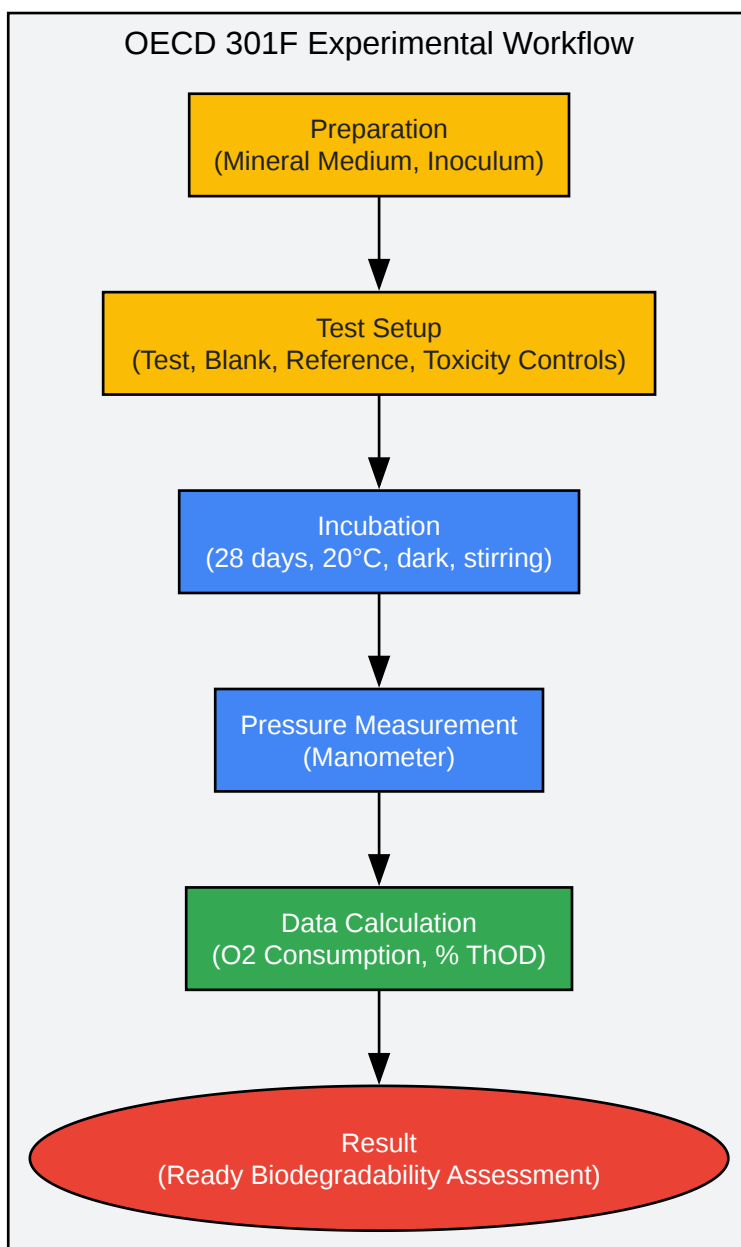 OECD 301F Experimental Workflow
Preparation
(Mineral Medium, Inoculum)
Test Setup
(Test, Blank, Reference, Toxicity Controls)
Incubation
(28 days, 20°C, dark, stirring)
Pressure Measurement
(Manometer)
Data Calculation
(O2 Consumption, % ThOD)
Result
(Ready Biodegradability Assessment)